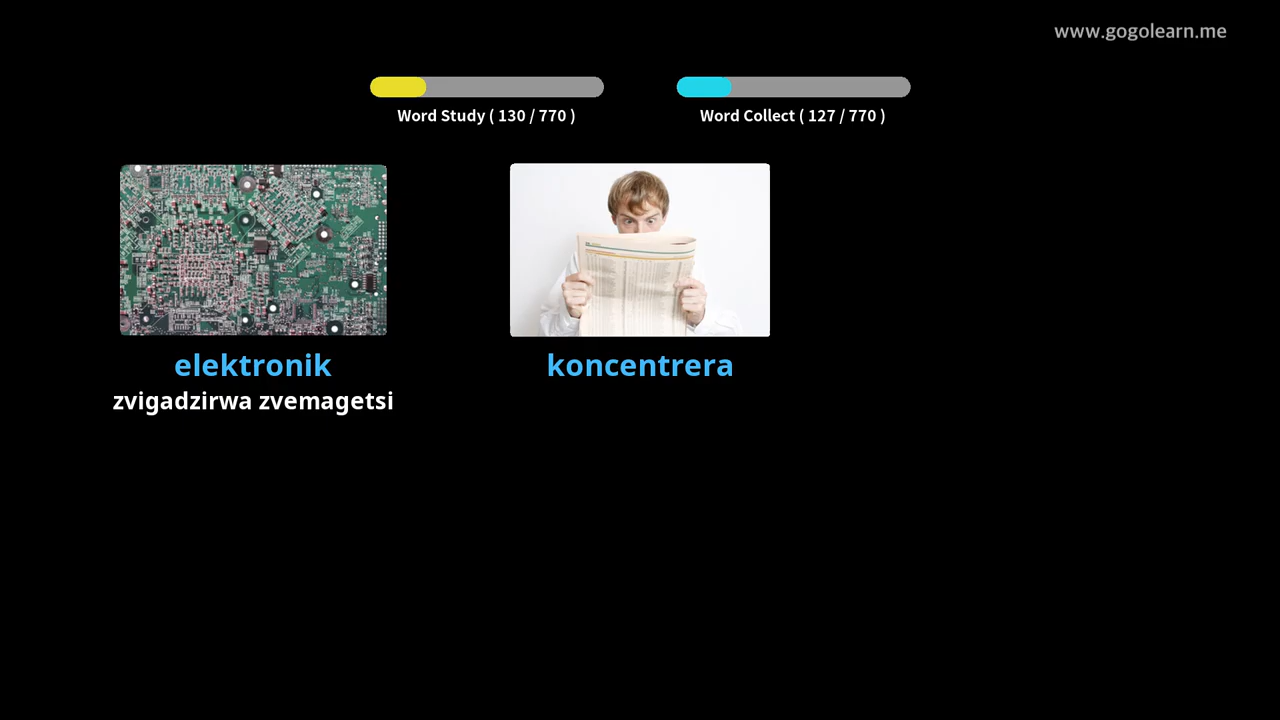 www.gogolearn.me
Word Study ( 130 / 770 )
Word Collect ( 127 / 770 )
elektronik
zvigadzirwa zvemagetsi
koncentrera